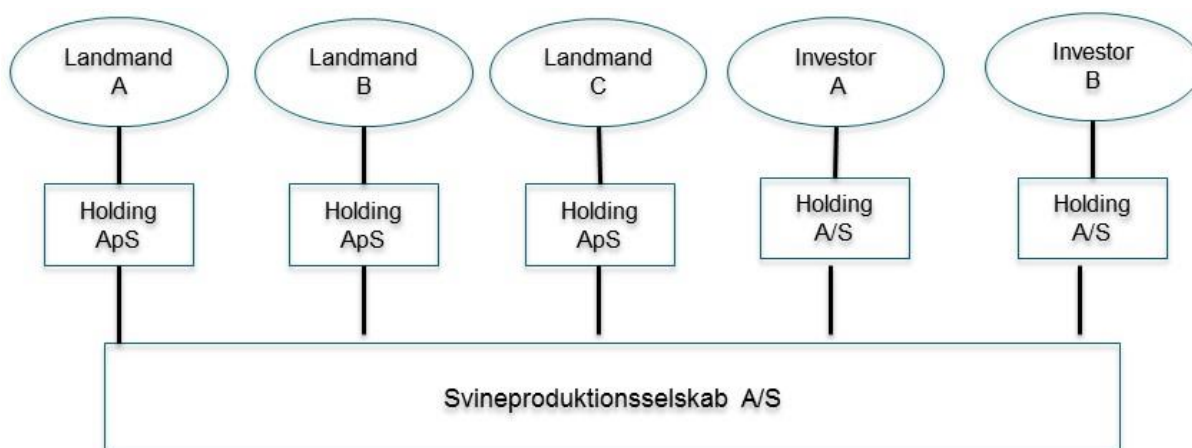 Landmand
A
Landmand
B
Landmand
C
Investor
A
Investor
B
Holding
ApS
Holding
ApS
Holding
ApS
Holding
A/S
Holding
A/S
Svineproduktionsselskab A/S